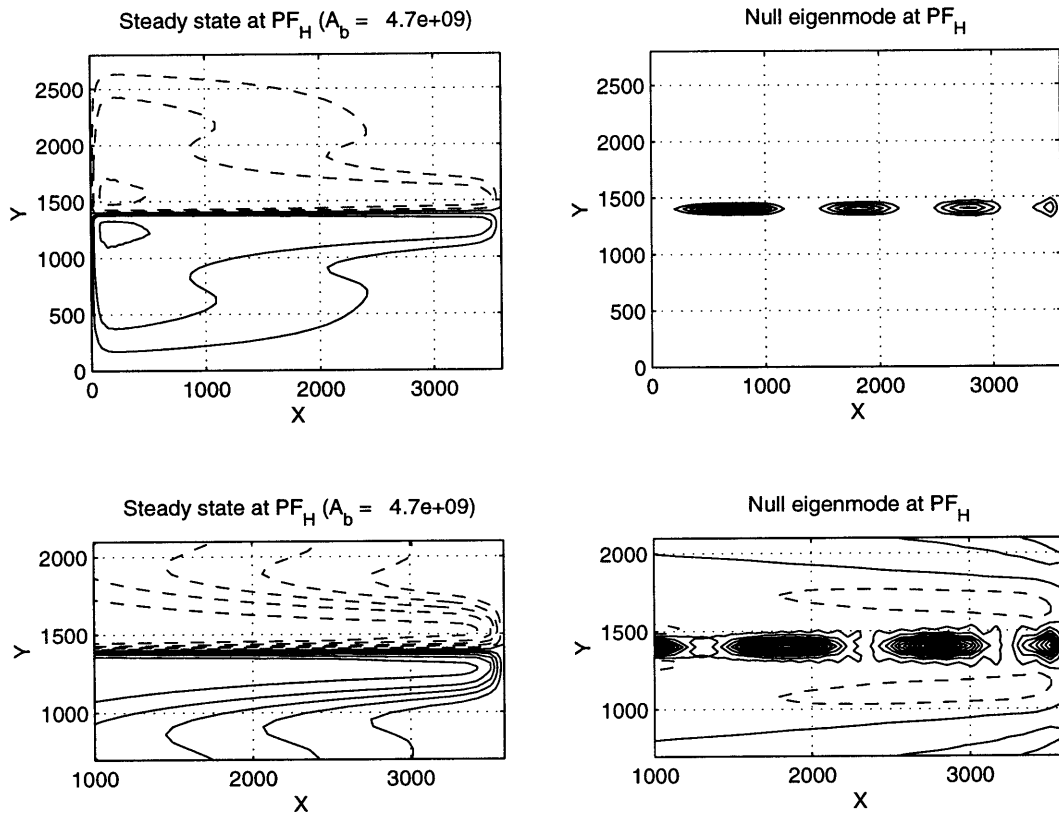 Steady state at PF_H (A_b = 4.7e+09)
2500
2000
1500
1000
500
0
Y
0 1000 2000 3000
X
Null eigenmode at PF_H
2500
2000
1500
1000
500
0
Y
0 1000 2000 3000
X
Steady state at PF_H (A_b = 4.7e+09)
2000
1500
1000
Y
1000 2000 3000
X
Null eigenmode at PF_H
2000
1500
1000
Y
1000 2000 3000
X